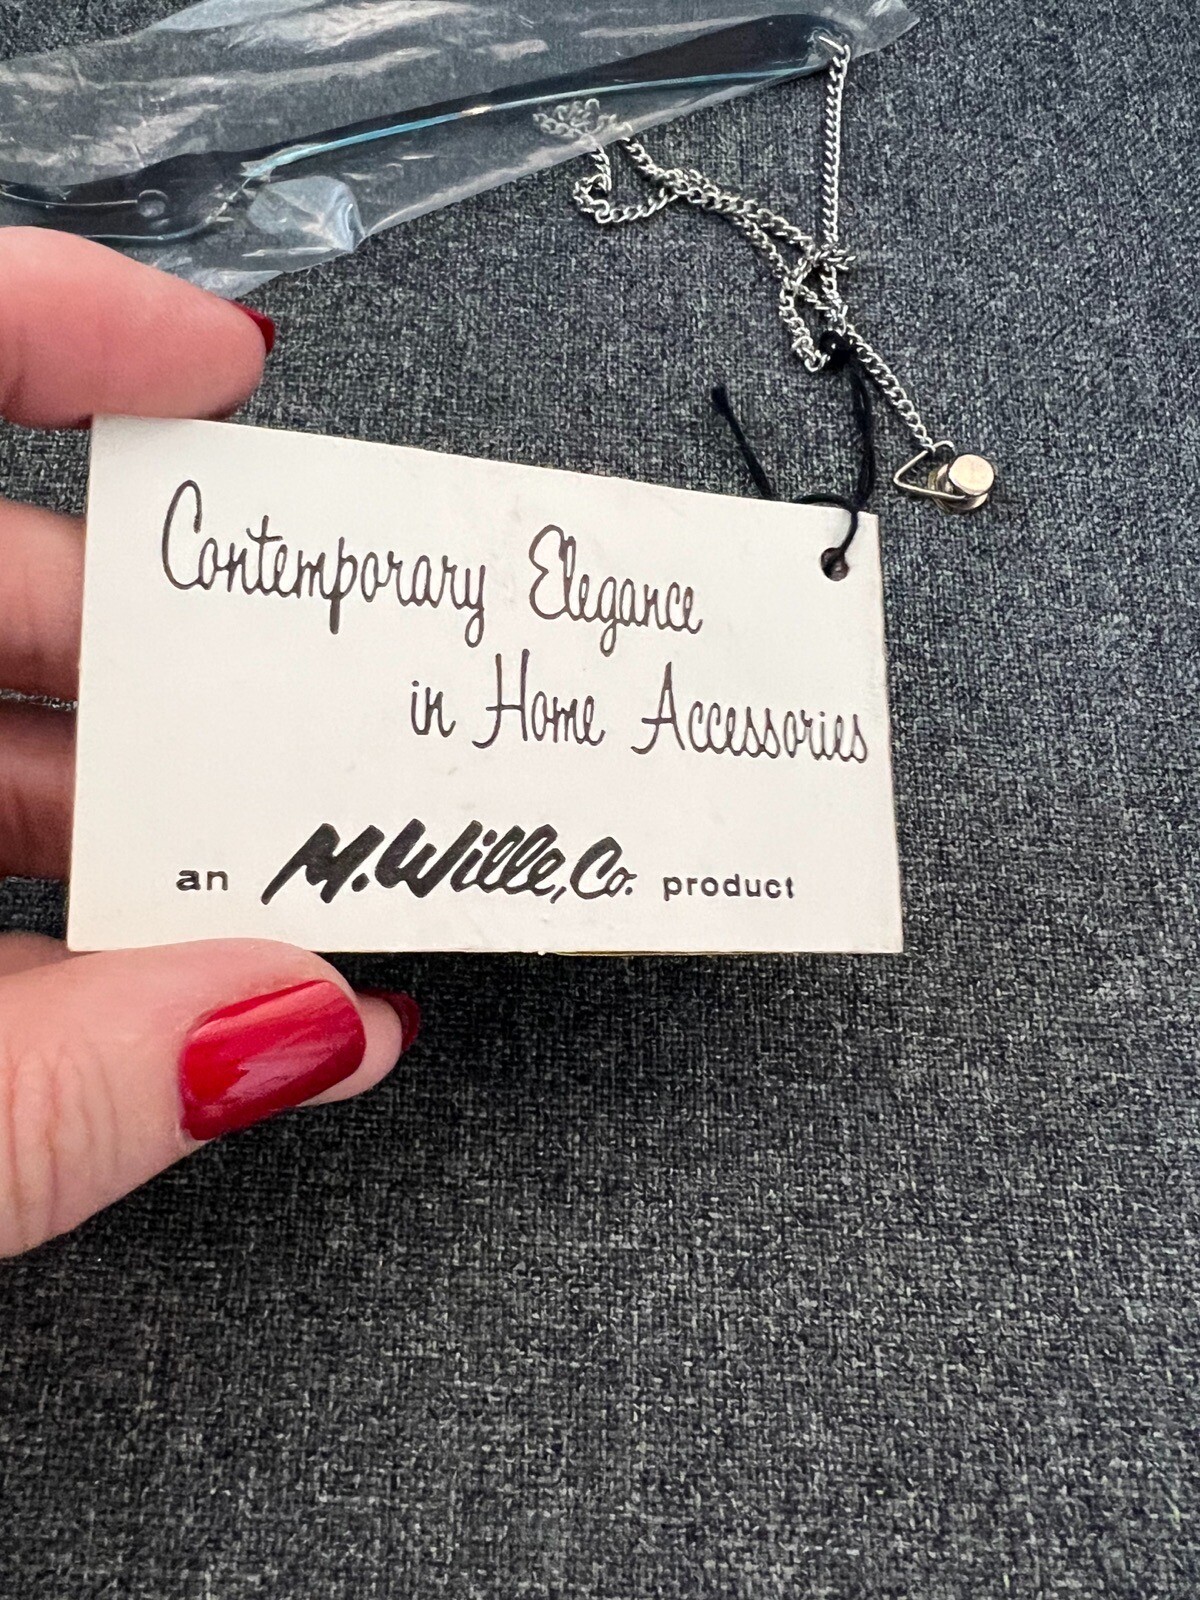 Contemporary Elegance
in Home Accessories
an M. Wille, Co. product